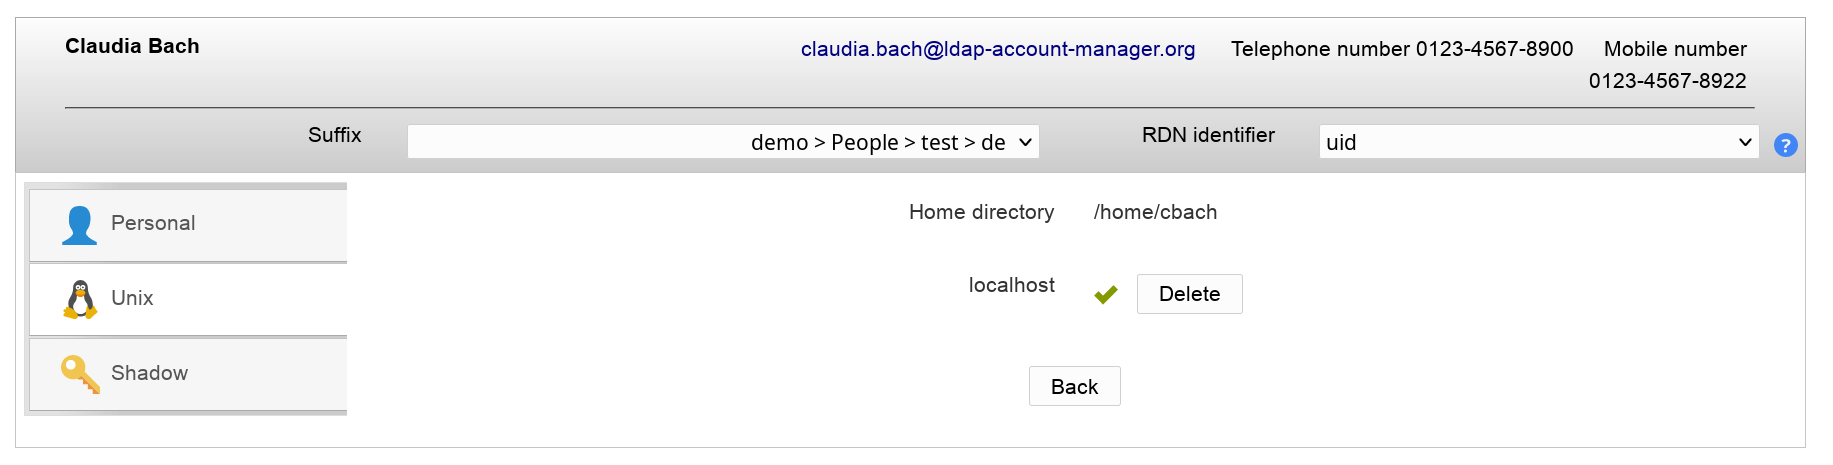 Claudia Bach
claudia.bach@ldap-account-manager.org Telephone number 0123-4567-8900 Mobile number
0123-4567-8922
Suffix demo > People > test > de RDN identifier uid ?
Personal
Home directory /home/cbach
localhost Delete
Unix
Shadow
Back